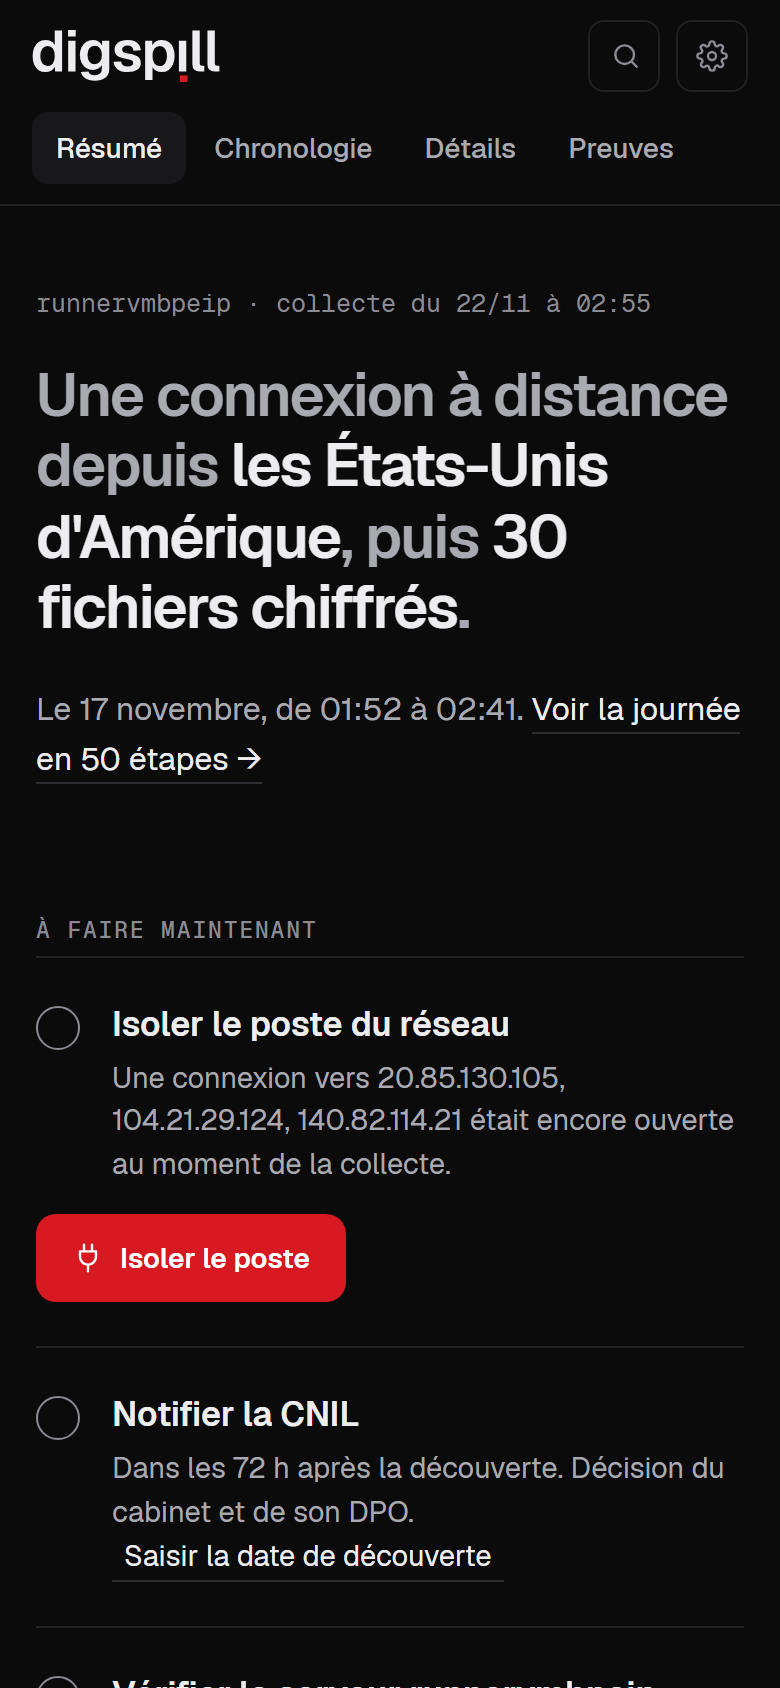 digspill
Résumé
Chronologie
Détails
Preuves
runnervmbpeip · collecte du 22/11 à 02:55
Une connexion à distance
depuis les États-Unis
d'Amérique, puis 30
fichiers chiffrés.
Le 17 novembre, de 01:52 à 02:41. Voir la journée
en 50 étapes →
À FAIRE MAINTENANT
Isoler le poste du réseau
Une connexion vers 20.85.130.105,
104.21.29.124, 140.82.114.21 était encore ouverte
au moment de la collecte.
Isoler le poste
Notifier la CNIL
Dans les 72 h après la découverte. Décision du
cabinet et de son DPO.
Saisir la date de découverte
Vérifier le serveur runnervmbpeip